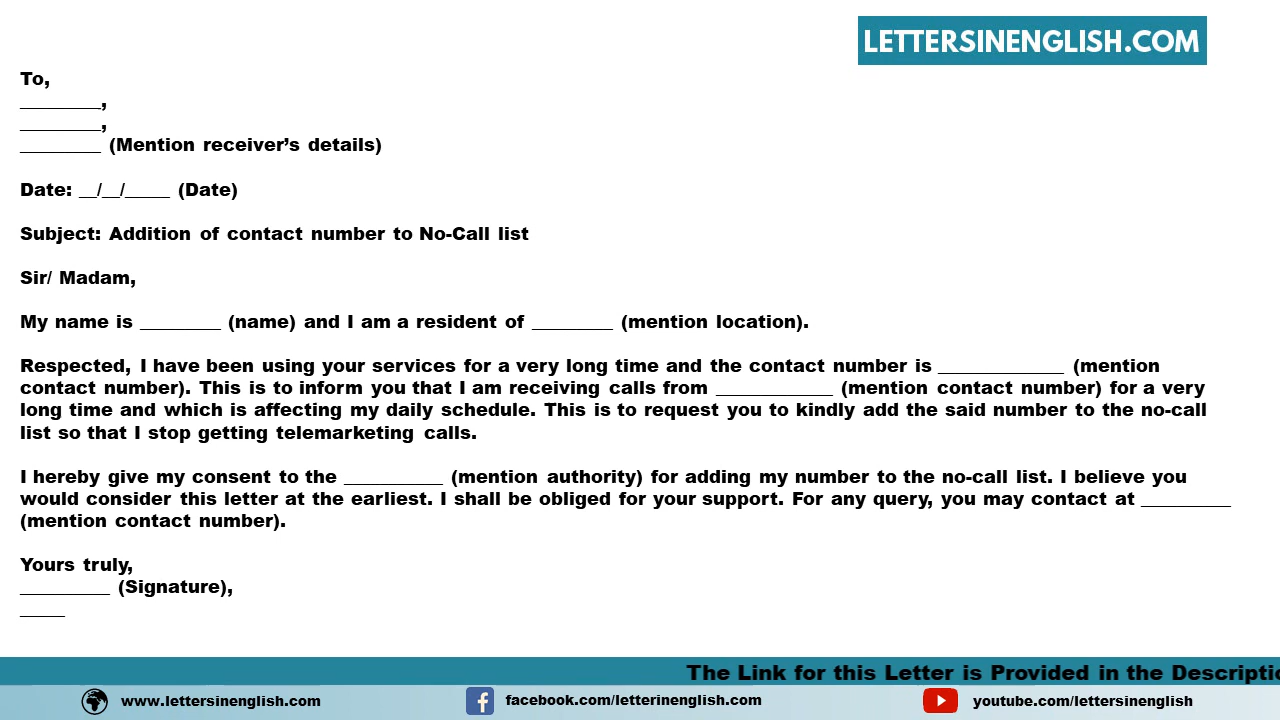 LETTERSINENGLISH.COM
To,
_________,
_________,
_________ (Mention receiver’s details)
Date: __/__/_____ (Date)
Subject: Addition of contact number to No-Call list
Sir/ Madam,
My name is _________ (name) and I am a resident of _________ (mention location).
Respected, I have been using your services for a very long time and the contact number is ______________ (mention
contact number). This is to inform you that I am receiving calls from _____________ (mention contact number) for a very
long time and which is affecting my daily schedule. This is to request you to kindly add the said number to the no-call
list so that I stop getting telemarketing calls.
I hereby give my consent to the ___________ (mention authority) for adding my number to the no-call list. I believe you
would consider this letter at the earliest. I shall be obliged for your support. For any query, you may contact at __________
(mention contact number).
Yours truly,
__________ (Signature),
_____
The Link for this Letter is Provided in the Descriptio
www.lettersinenglish.com
facebook.com/letterinenglish.com
youtube.com/lettersinenglish